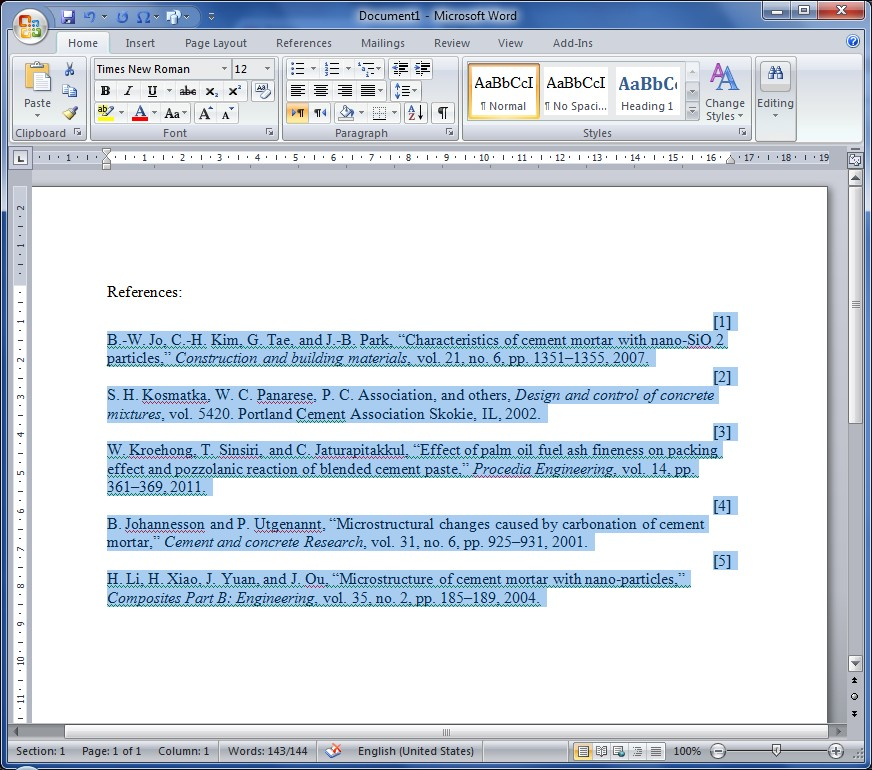 Document1 - Microsoft Word
Home Insert Page Layout References Mailings Review View Add-Ins
Times New Roman 12
AaBbCcI AaBbCcI AaBbCc
Paste
¶ Normal ¶ No Spaci... Heading 1
Change Styles
Editing
Clipboard Font Paragraph Styles
References:
[1]
B.-W. Jo, C.-H. Kim, G. Tae, and J.-B. Park, “Characteristics of cement mortar with nano-SiO 2
particles,” Construction and building materials, vol. 21, no. 6, pp. 1351–1355, 2007.
[2]
S. H. Kosmatka, W. C. Panarese, P. C. Association, and others, Design and control of concrete
mixtures, vol. 5420. Portland Cement Association Skokie, IL, 2002.
[3]
W. Kroehong, T. Sinsiri, and C. Jaturapitakkul, “Effect of palm oil fuel ash fineness on packing
effect and pozzolanic reaction of blended cement paste,” Procedia Engineering, vol. 14, pp.
361–369, 2011.
[4]
B. Johannesson and P. Utgenannt, “Microstructural changes caused by carbonation of cement
mortar,” Cement and concrete Research, vol. 31, no. 6, pp. 925–931, 2001.
[5]
H. Li, H. Xiao, J. Yuan, and J. Ou, “Microstructure of cement mortar with nano-particles,”
Composites Part B: Engineering, vol. 35, no. 2, pp. 185–189, 2004.
Section: 1 Page: 1 of 1 Column: 1 Words: 143/144 English (United States) 100%